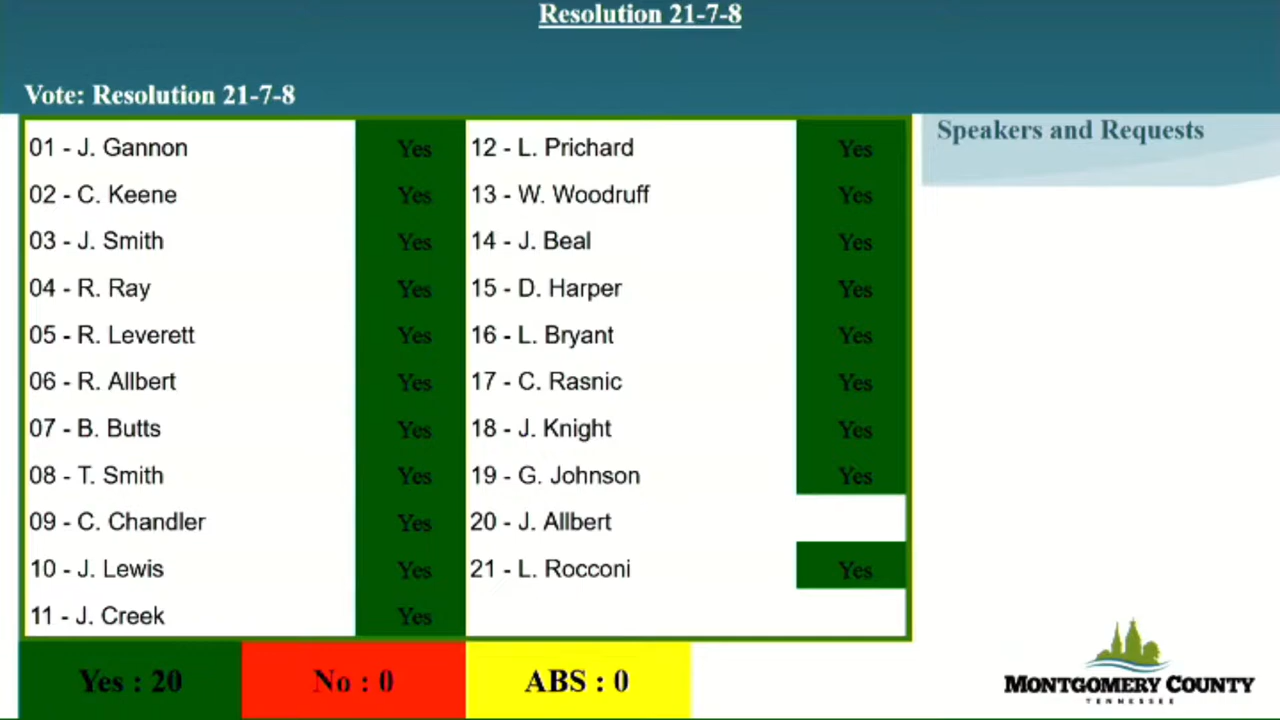 Resolution 21-7-8
Vote: Resolution 21-7-8
Speakers and Requests
01 - J. Gannon Yes 12 - L. Prichard Yes
02 - C. Keene Yes 13 - W. Woodruff Yes
03 - J. Smith Yes 14 - J. Beal Yes
04 - R. Ray Yes 15 - D. Harper Yes
05 - R. Leverett Yes 16 - L. Bryant Yes
06 - R. Allbert Yes 17 - C. Rasnic Yes
07 - B. Butts Yes 18 - J. Knight Yes
08 - T. Smith Yes 19 - G. Johnson Yes
09 - C. Chandler Yes 20 - J. Allbert
10 - J. Lewis Yes 21 - L. Rocconi Yes
11 - J. Creek Yes
Yes : 20 No : 0 ABS : 0
MONTGOMERY COUNTY
TENNESSEE